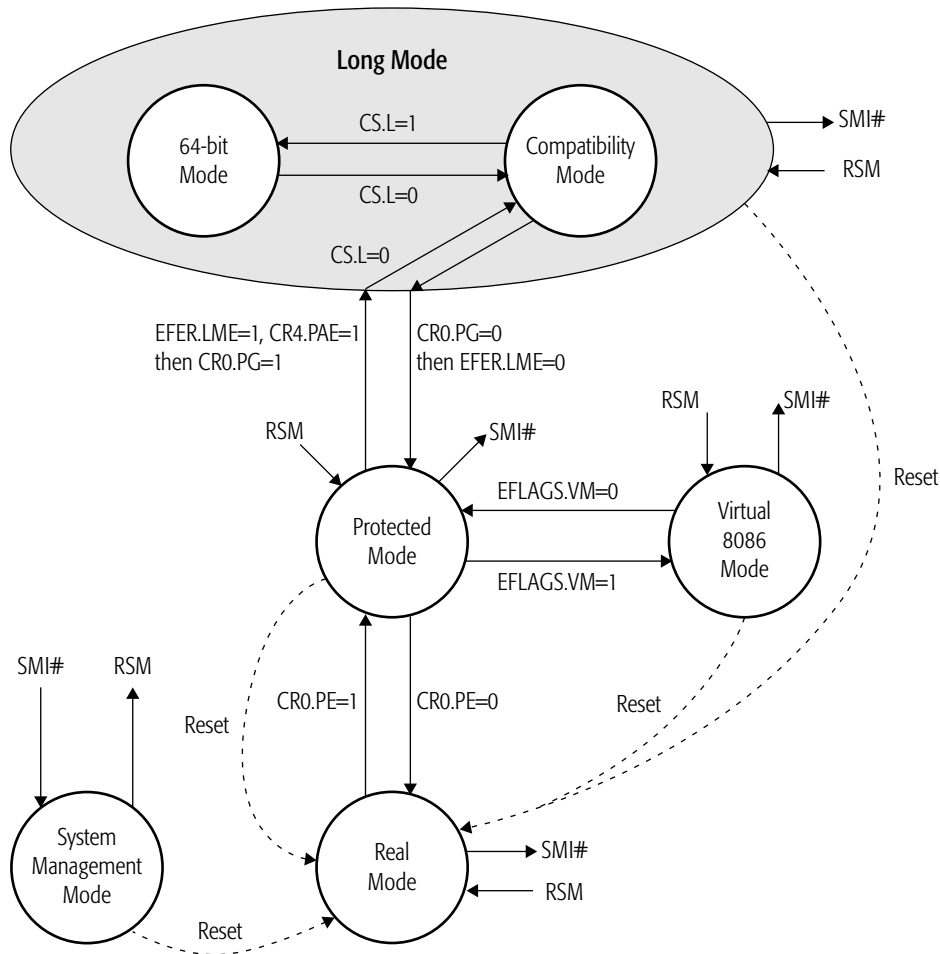 Long Mode
64-bit
Mode
CS.L=1
CS.L=0
Compatibility
Mode
SMI#
RSM
CS.L=0
EFER.LME=1, CR4.PAE=1
then CR0.PG=1
CR0.PG=0
then EFER.LME=0
RSM
SMI#
RSM
SMI#
Reset
Protected
Mode
EFLAGS.VM=0
EFLAGS.VM=1
Virtual
8086
Mode
SMI#
RSM
Reset
CR0.PE=1
CR0.PE=0
Reset
System
Management
Mode
Real
Mode
SMI#
RSM
Reset